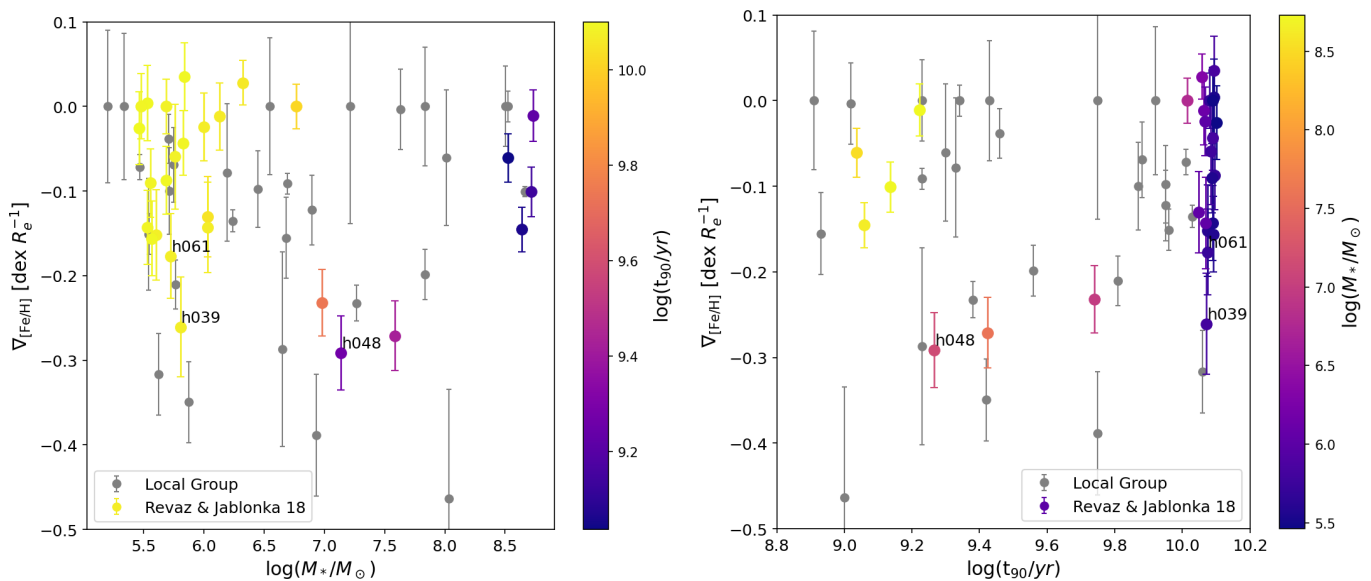 0.1
0.0
−0.1
−0.2
−0.3
−0.4
−0.5
∇[Fe/H] [dex Re−1]
h061
h039
h048
Local Group
Revaz & Jablonka 18
5.5 6.0 6.5 7.0 7.5 8.0 8.5
log(M*/M⊙)
10.0
9.8
9.6
9.4
9.2
log(t90/yr)
0.1
0.0
−0.1
−0.2
−0.3
−0.4
−0.5
∇[Fe/H] [dex Re−1]
h061
h039
h048
Local Group
Revaz & Jablonka 18
8.8 9.0 9.2 9.4 9.6 9.8 10.0 10.2
log(t90/yr)
8.5
8.0
7.5
7.0
6.5
6.0
5.5
log(M*/M⊙)